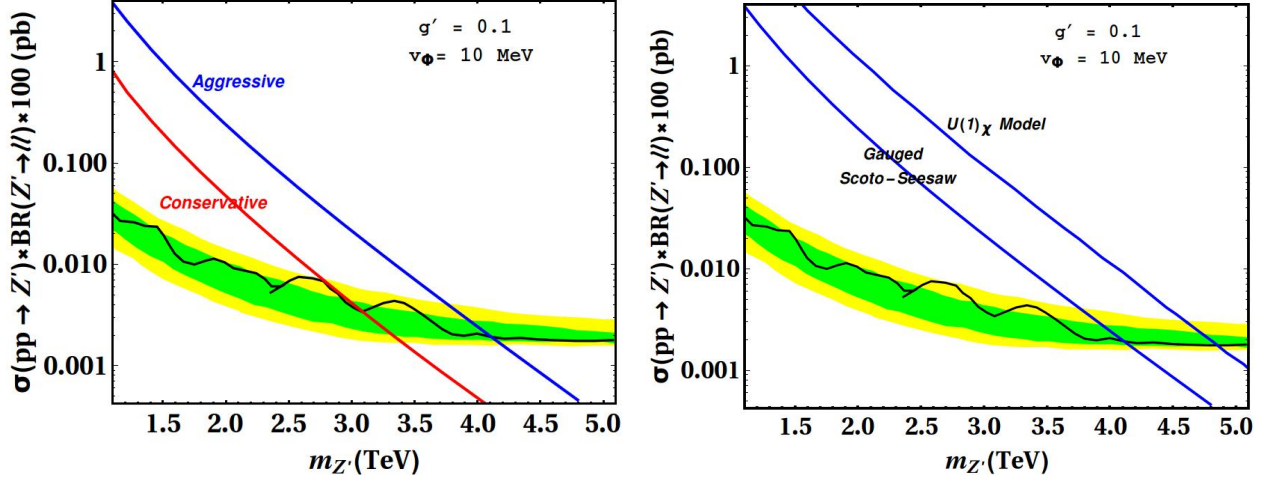 σ(pp → Z′)×BR(Z′→ll)×100 (pb)
1
0.100
0.010
0.001
g′ = 0.1
vΦ= 10 MeV
Aggressive
Conservative
1.5 2.0 2.5 3.0 3.5 4.0 4.5 5.0
mZ′(TeV)
σ(pp → Z′)×BR(Z′→ll)×100 (pb)
1
0.100
0.010
0.001
g′ = 0.1
vΦ = 10 MeV
U(1)χ Model
Gauged
Scoto-Seesaw
1.5 2.0 2.5 3.0 3.5 4.0 4.5 5.0
mZ′(TeV)